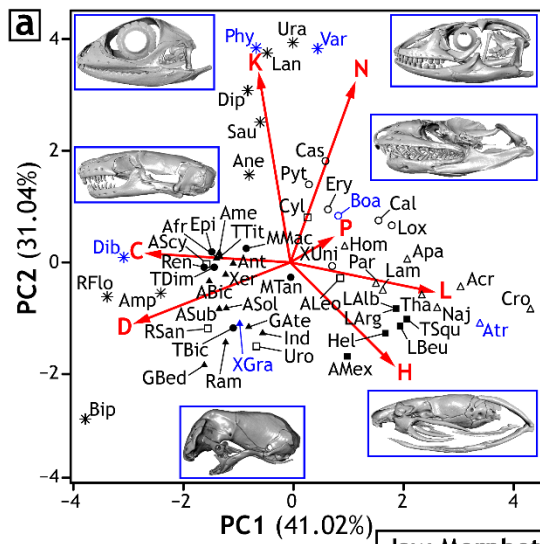 a
Phy
Ura
Var
K
Lan
N
Dip
Sau
Ane
Cas
Pyt
Ery
Boa
Cal
Cyl
Lox
P
Ame
Epi
Afr
TTit
MMac
XUni
Hom
Apa
C
AScy
Ant
Dib
Ren
Par
Lam
Acr
TDim
Xer
MTan
L
Cro
RFlo
Amp
ABic
ASol
ALeo
LAlb
Tha
Naj
D
ASub
GAte
LArg
TSqu
Atr
RSan
Ind
Hel
LBeu
TBic
XGra
Uro
AMex
H
GBed
Ram
Bip
4
2
0
−2
−4
PC2 (31.04%)
−4
−2
0
2
4
PC1 (41.02%)